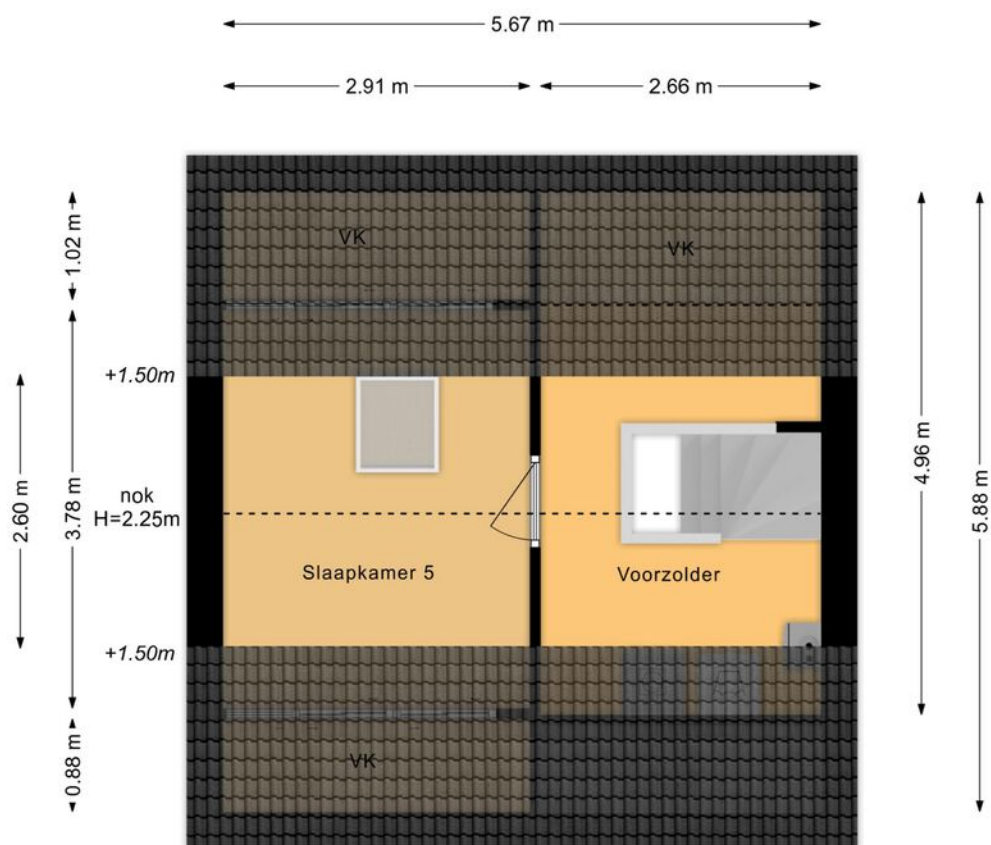 5.67 m
2.91 m
2.66 m
VK
VK
1.02 m
+1.50m
2.60 m
3.78 m
nok
H=2.25m
4.96 m
5.88 m
Slaapkamer 5
Voorzolder
+1.50m
0.88 m
VK